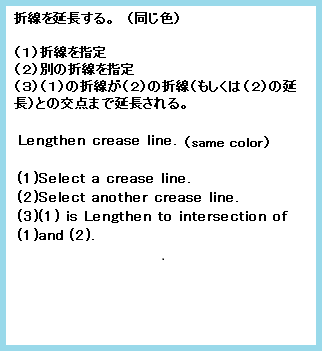 折線を延長する。（同じ色）
（１）折線を指定
（２）別の折線を指定
（３）（１）の折線が（２）の折線（もしくは（２）の延
長）との交点まで延長される。
Lengthen crease line. (same color)
(1)Select a crease line.
(2)Select another crease line.
(3)(1) is Lengthen to intersection of
(1)and (2).